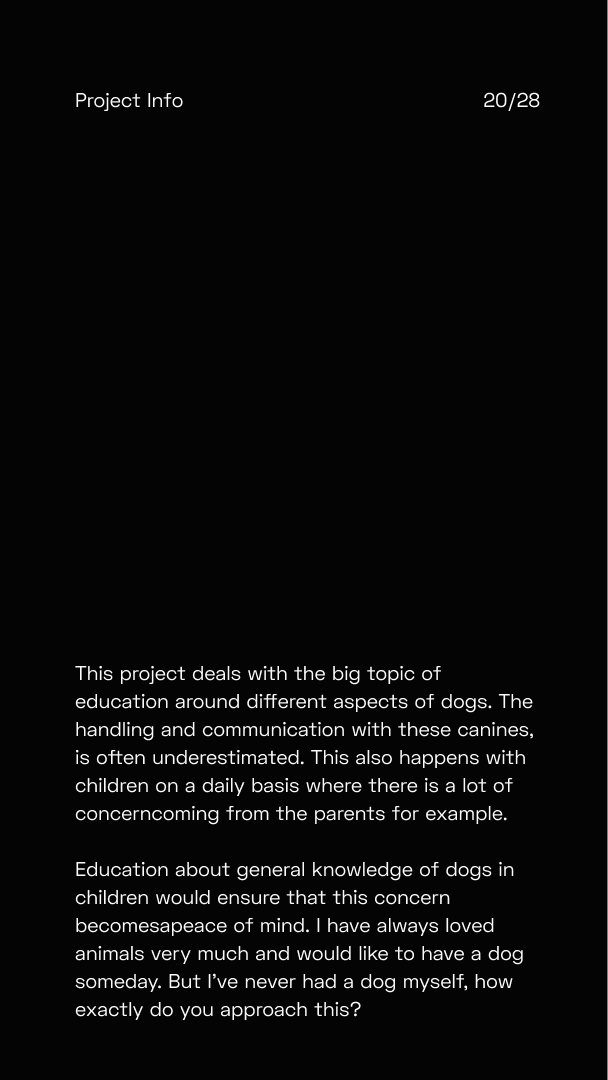 Project Info
20/28
This project deals with the big topic of
education around different aspects of dogs. The
handling and communication with these canines,
is often underestimated. This also happens with
children on a daily basis where there is a lot of
concerncoming from the parents for example.
Education about general knowledge of dogs in
children would ensure that this concern
becomesapeace of mind. I have always loved
animals very much and would like to have a dog
someday. But I've never had a dog myself, how
exactly do you approach this?